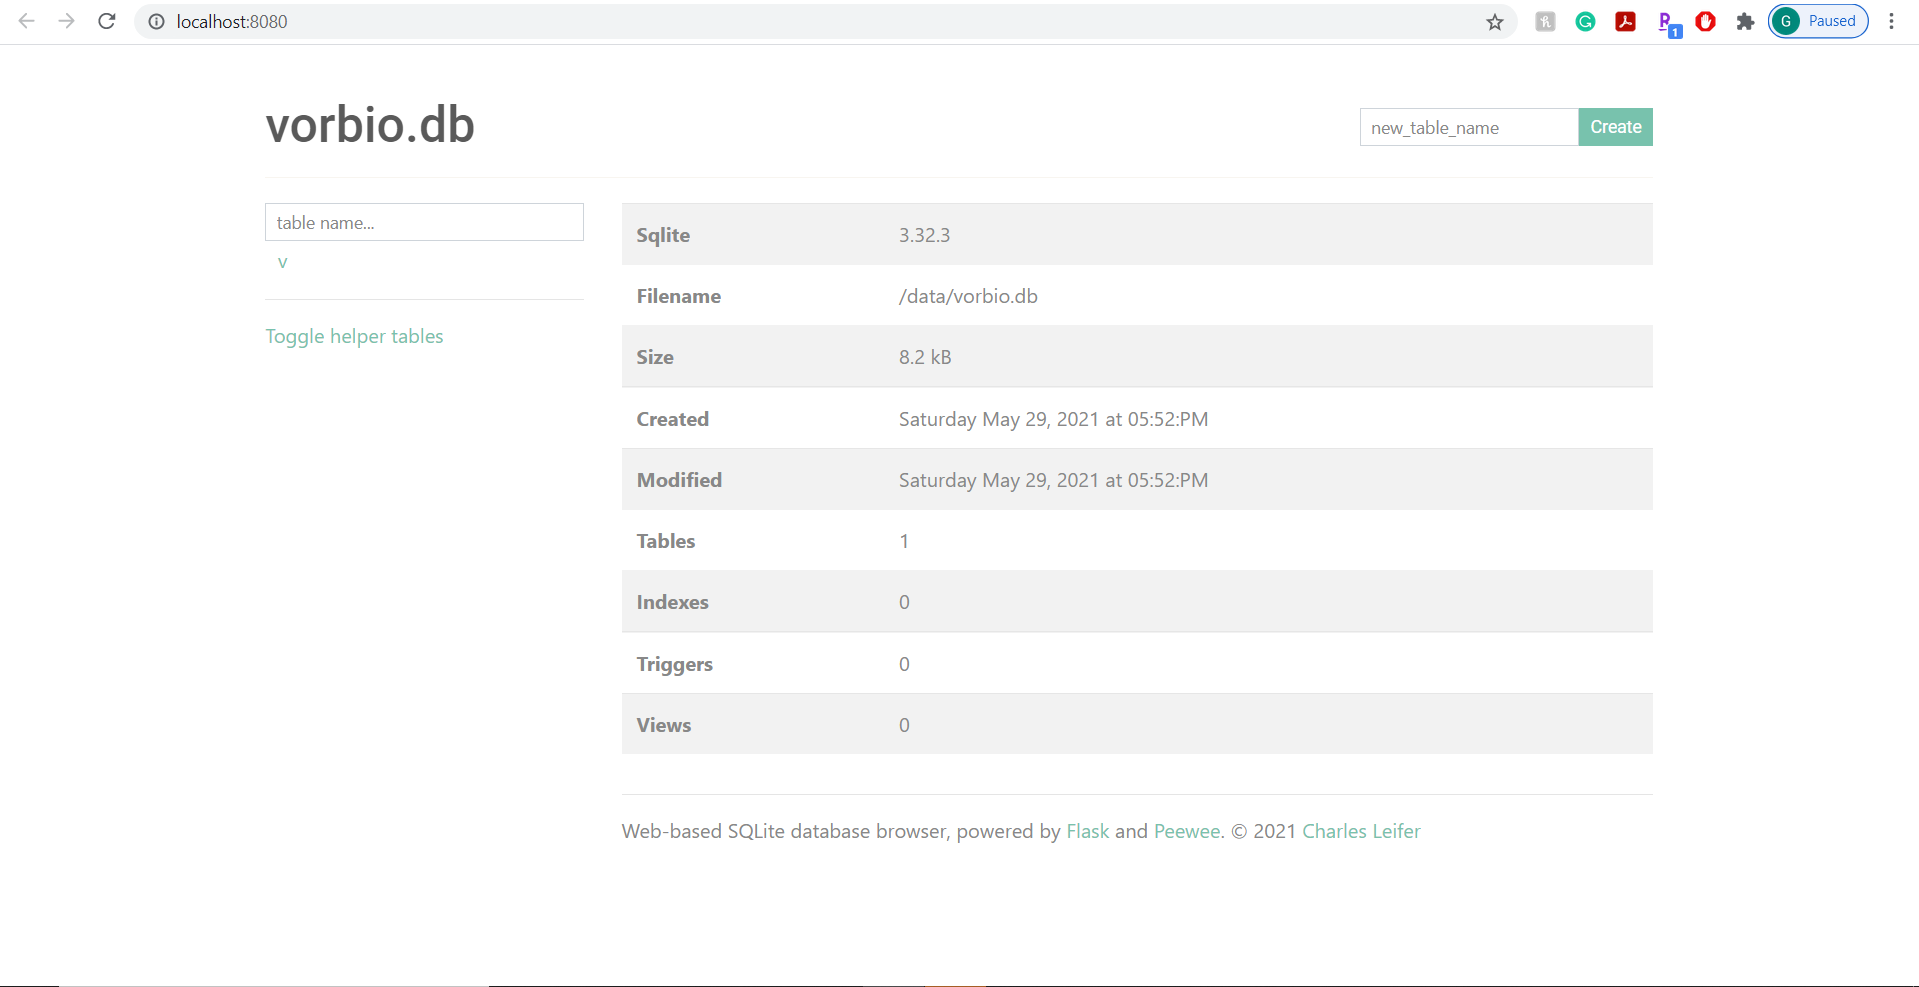 localhost:8080
1
G
Paused
vorbio.db
new_table_name
Create
table name...
v
Toggle helper tables
Sqlite 3.32.3
Filename /data/vorbio.db
Size 8.2 kB
Created Saturday May 29, 2021 at 05:52:PM
Modified Saturday May 29, 2021 at 05:52:PM
Tables 1
Indexes 0
Triggers 0
Views 0
Web-based SQLite database browser, powered by Flask and Peewee. © 2021 Charles Leifer